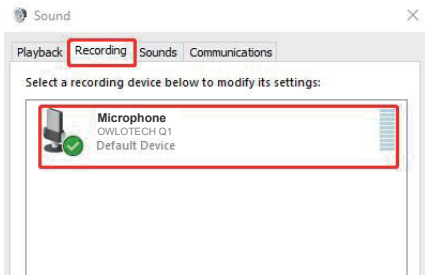 Sound
Playback Recording Sounds Communications
Select a recording device below to modify its settings:
Microphone
OWLOTECH Q1
Default Device